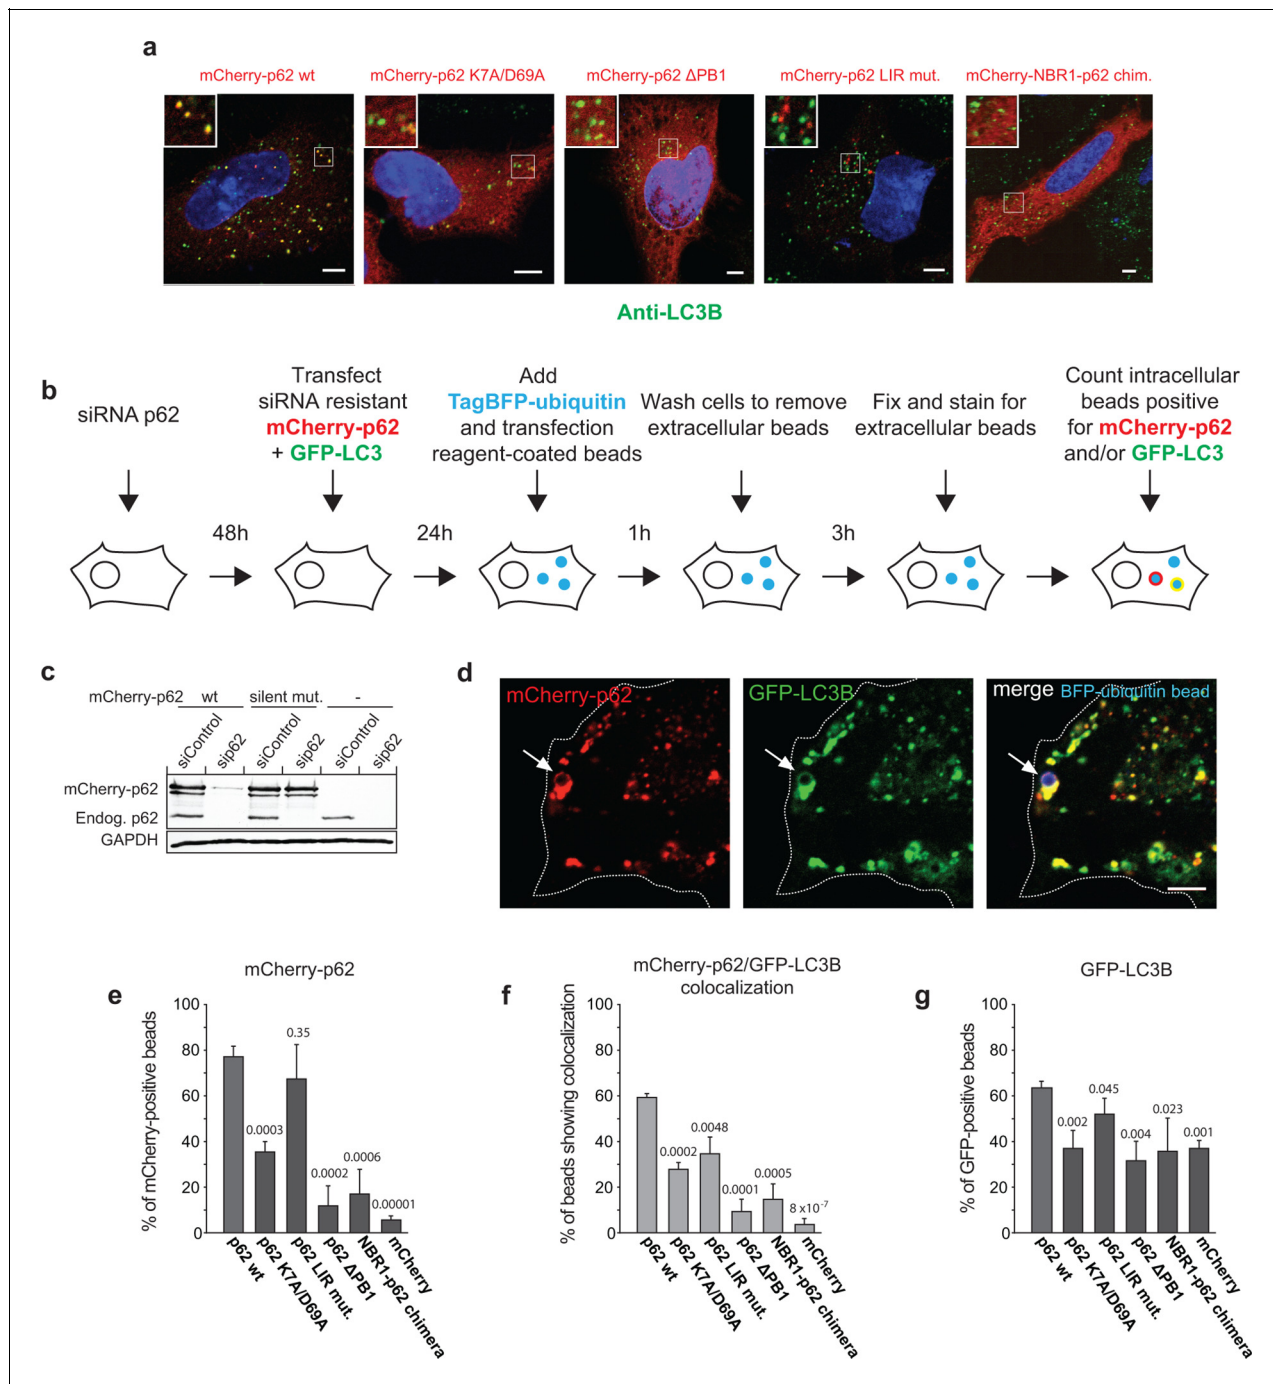 a
mCherry-p62 wt
mCherry-p62 K7A/D69A
mCherry-p62 ΔPB1
mCherry-p62 LIR mut.
mCherry-NBR1-p62 chim.
Anti-LC3B
b
siRNA p62
Transfect
siRNA resistant
mCherry-p62
+ GFP-LC3
Add
TagBFP-ubiquitin
and transfection
reagent-coated beads
Wash cells to remove
extracellular beads
Fix and stain for
extracellular beads
Count intracellular
beads positive
for mCherry-p62
and/or GFP-LC3
48h
24h
1h
3h
c
mCherry-p62
wt
silent mut.
-
siControl
sip62
siControl
sip62
siControl
sip62
mCherry-p62
Endog. p62
GAPDH
d
mCherry-p62
GFP-LC3B
merge BFP-ubiquitin bead
e
mCherry-p62
% of mCherry-positive beads
100
80
60
40
20
0
0.0003
0.35
0.0002
0.0006
0.00001
p62 wt
p62 K7A/D69A
p62 LIR mut.
p62 ΔPB1
NBR1-p62 chimera
mCherry
f
mCherry-p62/GFP-LC3B
colocalization
% of beads showing colocalization
100
80
60
40
20
0
0.0002
0.0048
0.0001
0.0005
8 x10⁻⁷
p62 wt
p62 K7A/D69A
p62 LIR mut.
p62 ΔPB1
NBR1-p62 chimera
mCherry
g
GFP-LC3B
% of GFP-positive beads
100
80
60
40
20
0
0.002
0.045
0.004
0.023
0.001
p62 wt
p62 K7A/D69A
p62 LIR mut.
p62 ΔPB1
NBR1-p62 chimera
mCherry